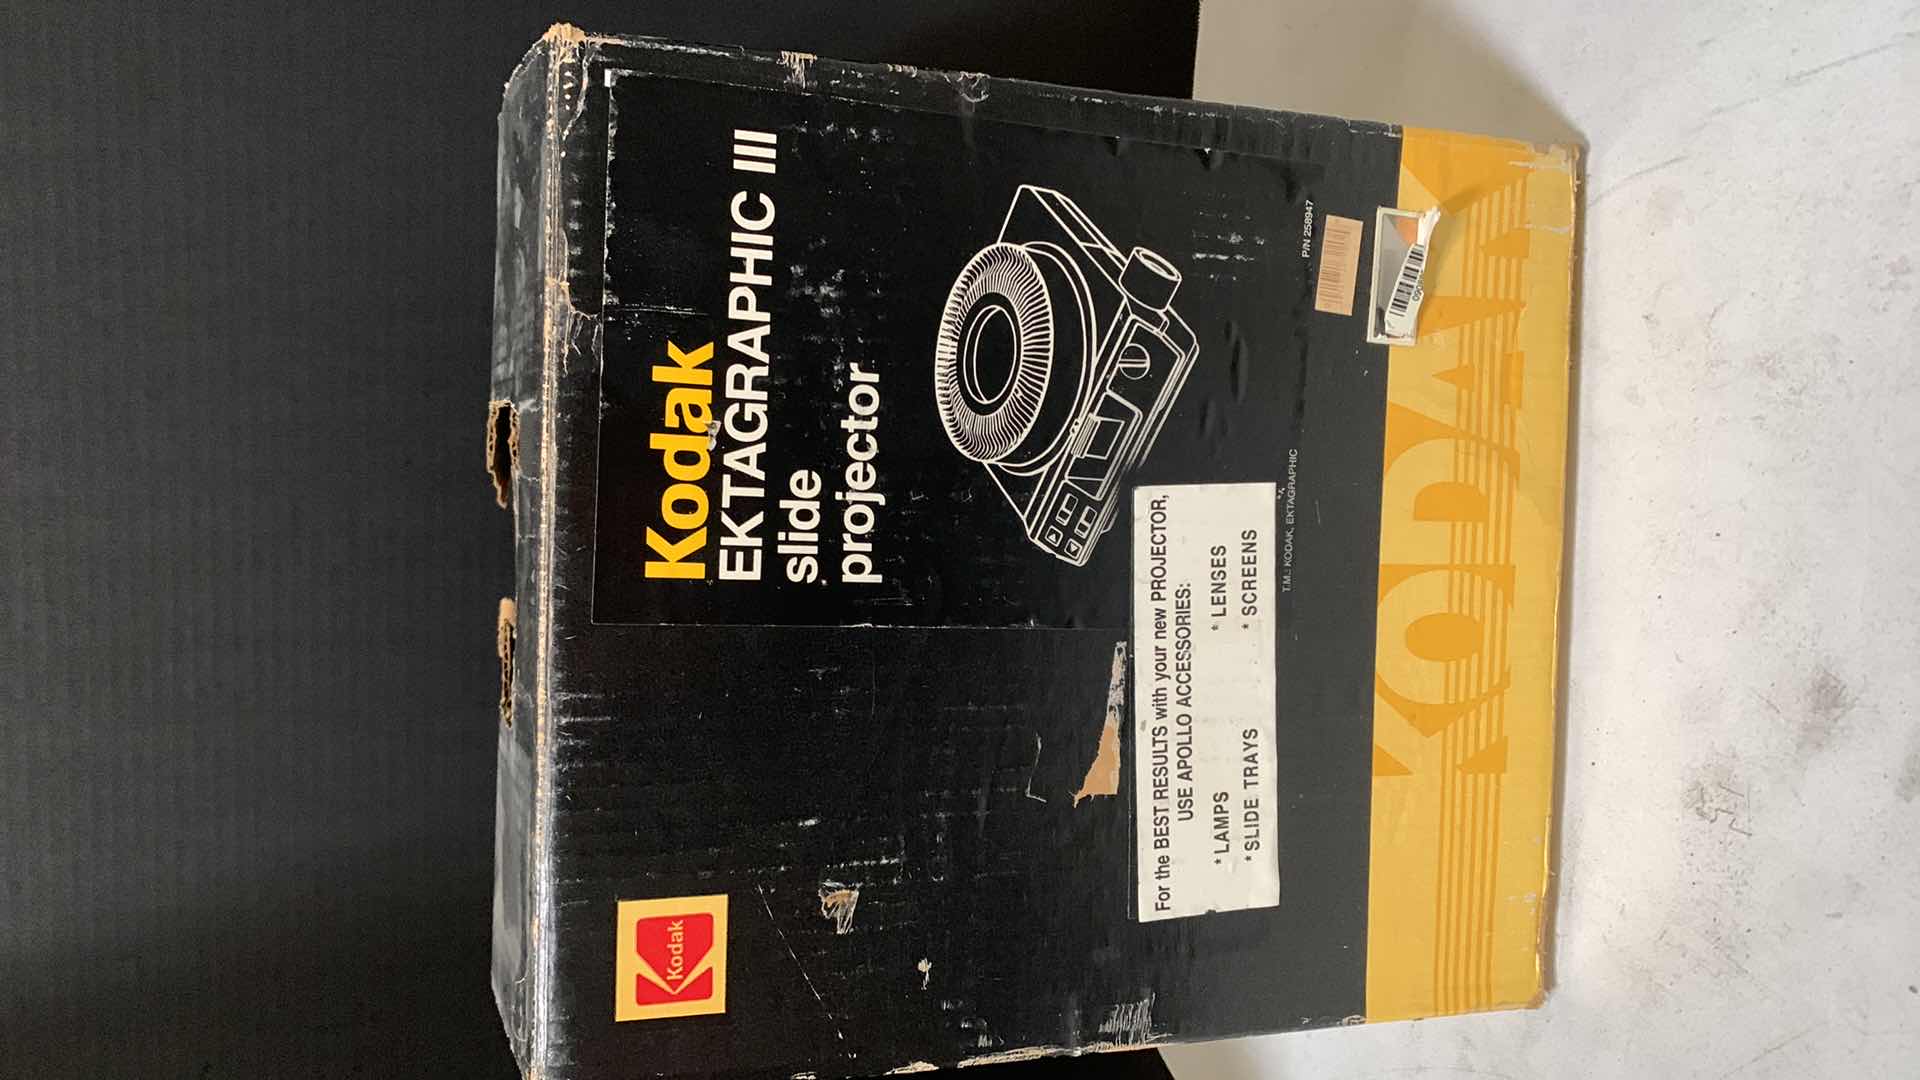 Kodak
EKTAGRAPHIC III
slide
projector
Kodak
P/N 258947
For the BEST RESULTS with your new PROJECTOR,
USE APOLLO ACCESSORIES:
* LAMPS * LENSES
* SLIDE TRAYS * SCREENS
T.M.: KODAK, EKTAGRAPHIC
KODAK